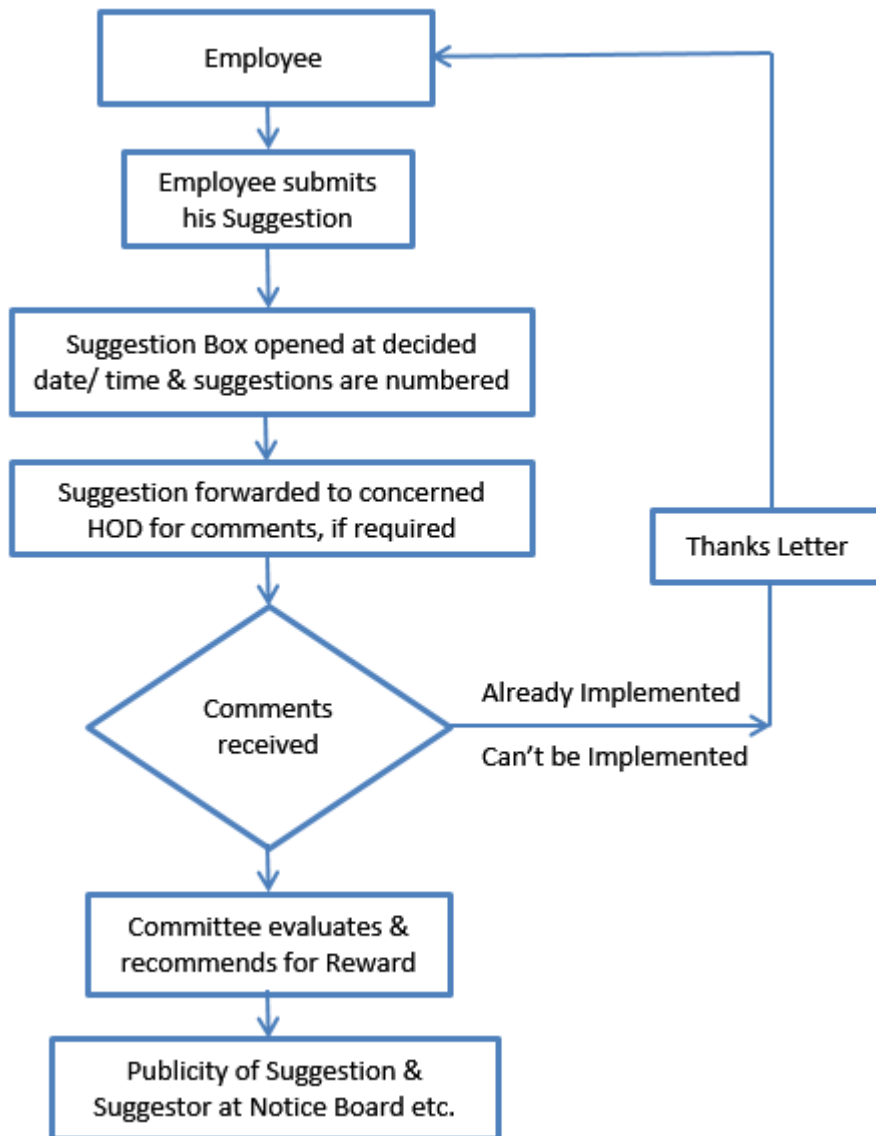 Employee
Employee submits
his Suggestion
Suggestion Box opened at decided
date/ time & suggestions are numbered
Suggestion forwarded to concerned
HOD for comments, if required
Thanks Letter
Comments
received
Already Implemented
Can’t be Implemented
Committee evaluates &
recommends for Reward
Publicity of Suggestion &
Suggestor at Notice Board etc.